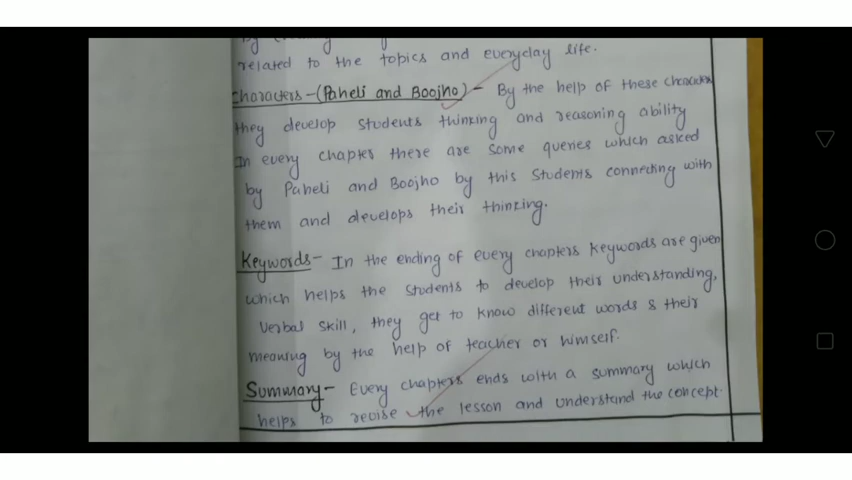 related to the topics and everyday life.
Characters - (Paheli and Boojho) - By the help of these character
they develop students thinking and reasoning ability
In every chapter there are some queries which asked
by Paheli and Boojho by this students connecting with
them and develops their thinking.
Keywords - In the ending of every chapters keywords are given
which helps the students to develop their understanding,
verbal skill, they get to know different words & their
meaning by the help of teacher or himself.
Summary - Every chapters ends with a summary which
helps to revise the lesson and understand the concept.